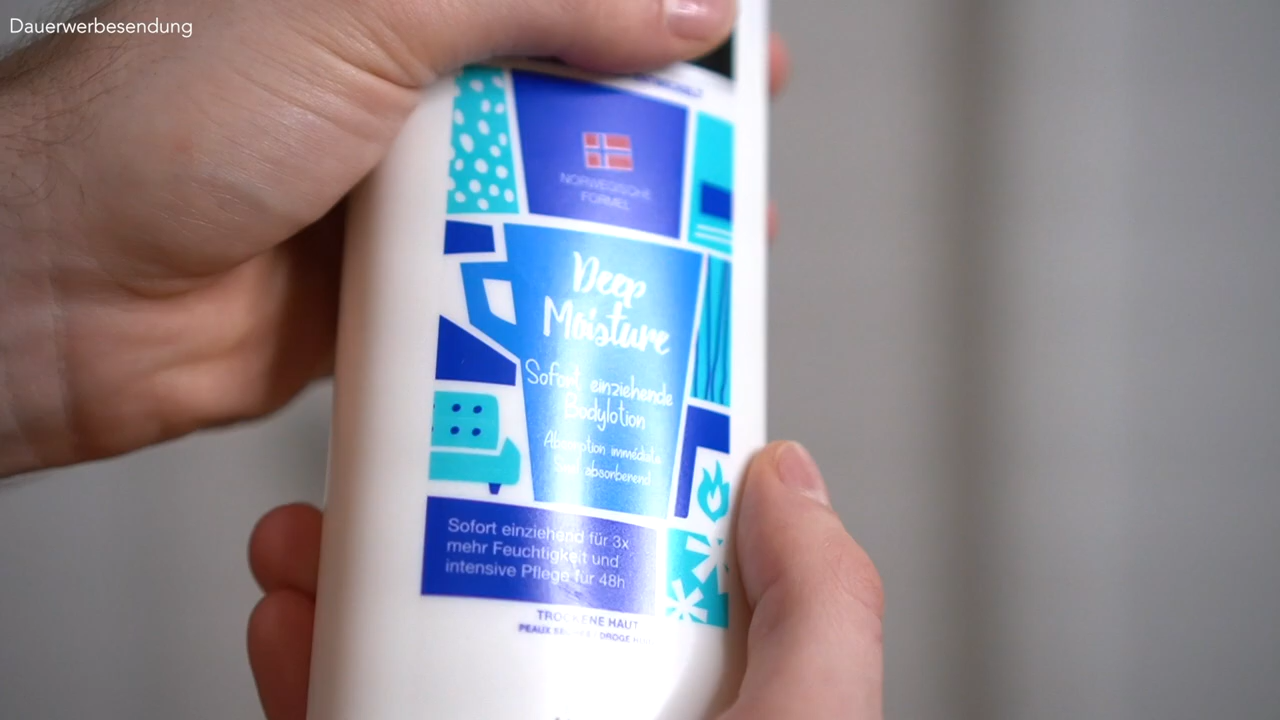 Dauerwerbesendung
NORWEGISCHE
FORMEL
Deep
Moisture
Sofort einziehende
Bodylotion
Absorption immédiate
absorberend
Sofort einziehend für 3x
mehr Feuchtigkeit und
intensive Pflege für 48h
TROCKENE HAUT
PEAUX